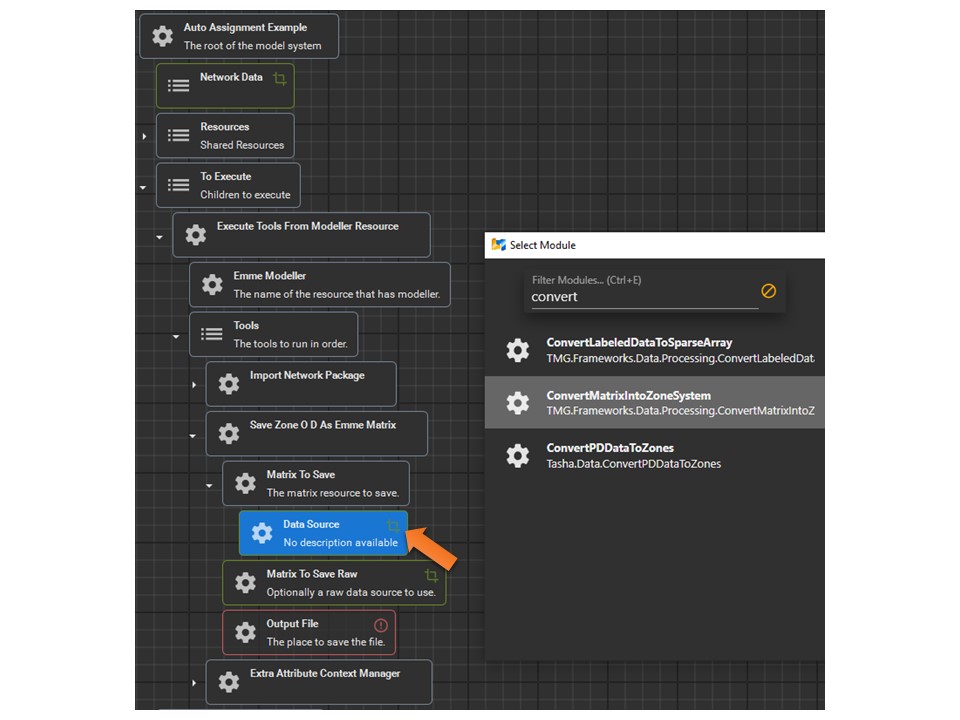 Auto Assignment Example
The root of the model system
Network Data
Resources
Shared Resources
To Execute
Children to execute
Execute Tools From Modeller Resource
Emme Modeller
The name of the resource that has modeller.
Tools
The tools to run in order.
Import Network Package
Save Zone O D As Emme Matrix
Matrix To Save
The matrix resource to save.
Data Source
No description available
Matrix To Save Raw
Optionally a raw data source to use.
Output File
The place to save the file.
Extra Attribute Context Manager
Select Module
Filter Modules... (Ctrl+E)
convert
ConvertLabeledDataToSparseArray
TMG.Frameworks.Data.Processing.ConvertLabeledData
ConvertMatrixIntoZoneSystem
TMG.Frameworks.Data.Processing.ConvertMatrixIntoZ
ConvertPDDataToZones
Tasha.Data.ConvertPDDataToZones